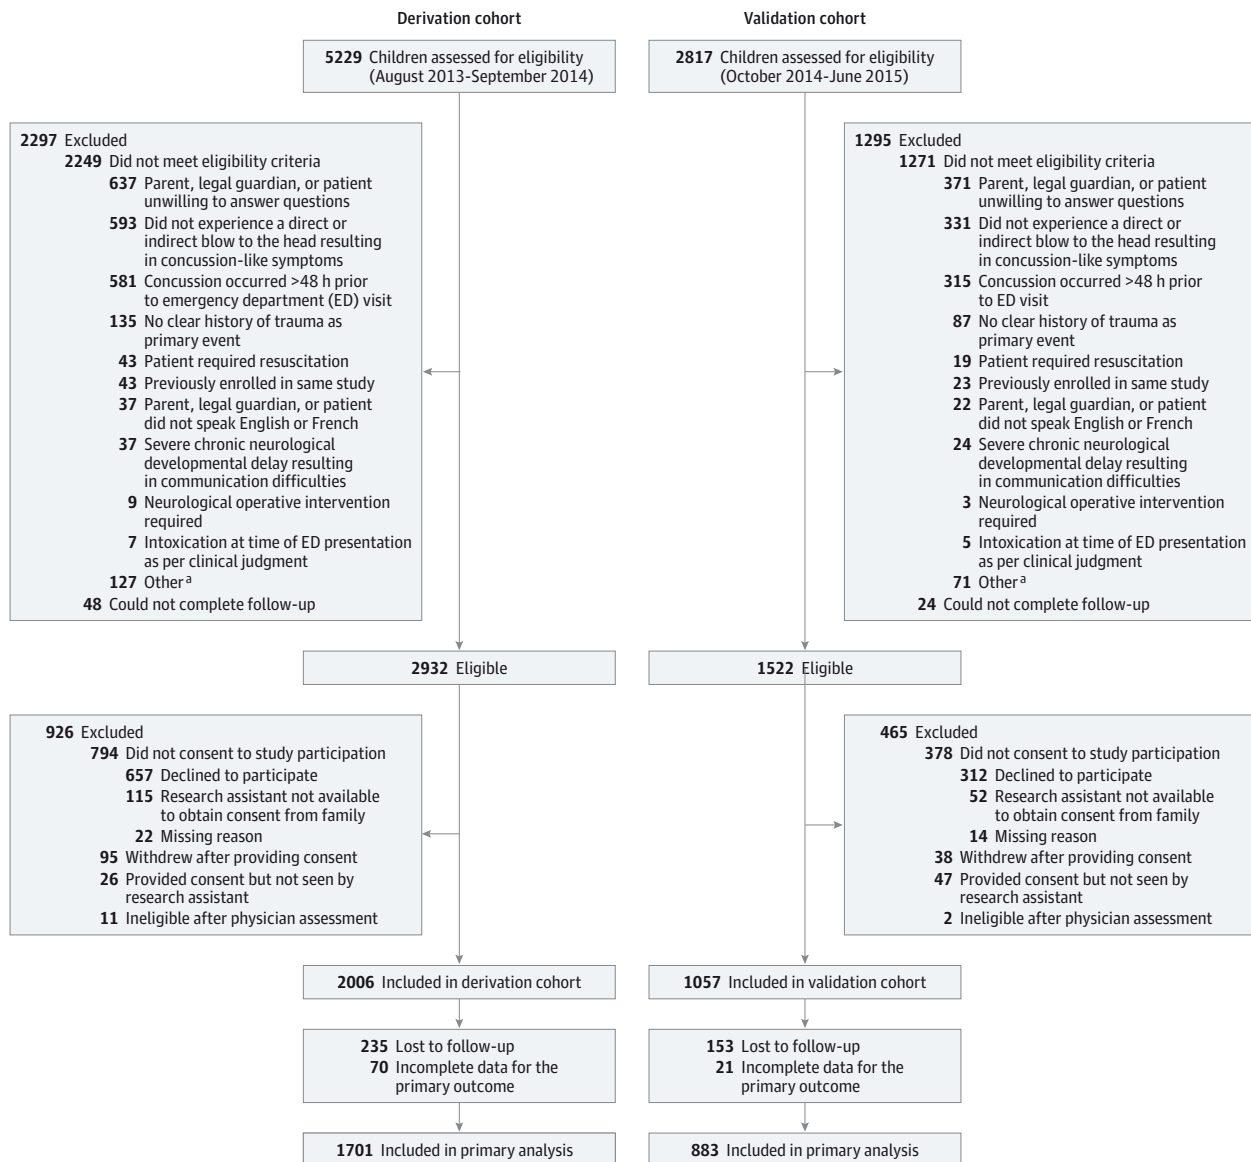 Derivation cohort
Validation cohort
5229 Children assessed for eligibility
(August 2013-September 2014)
2817 Children assessed for eligibility
(October 2014-June 2015)
2297 Excluded
2249 Did not meet eligibility criteria
637 Parent, legal guardian, or patient
unwilling to answer questions
593 Did not experience a direct or
indirect blow to the head resulting
in concussion-like symptoms
581 Concussion occurred >48 h prior
to emergency department (ED) visit
135 No clear history of trauma as
primary event
43 Patient required resuscitation
43 Previously enrolled in same study
37 Parent, legal guardian, or patient
did not speak English or French
37 Severe chronic neurological
developmental delay resulting
in communication difficulties
9 Neurological operative intervention
required
7 Intoxication at time of ED presentation
as per clinical judgment
127 Other a
48 Could not complete follow-up
1295 Excluded
1271 Did not meet eligibility criteria
371 Parent, legal guardian, or patient
unwilling to answer questions
331 Did not experience a direct or
indirect blow to the head resulting
in concussion-like symptoms
315 Concussion occurred >48 h prior
to ED visit
87 No clear history of trauma as
primary event
19 Patient required resuscitation
23 Previously enrolled in same study
22 Parent, legal guardian, or patient
did not speak English or French
24 Severe chronic neurological
developmental delay resulting
in communication difficulties
3 Neurological operative intervention
required
5 Intoxication at time of ED presentation
as per clinical judgment
71 Other a
24 Could not complete follow-up
2932 Eligible
1522 Eligible
926 Excluded
794 Did not consent to study participation
657 Declined to participate
115 Research assistant not available
to obtain consent from family
22 Missing reason
95 Withdrew after providing consent
26 Provided consent but not seen by
research assistant
11 Ineligible after physician assessment
465 Excluded
378 Did not consent to study participation
312 Declined to participate
52 Research assistant not available
to obtain consent from family
14 Missing reason
38 Withdrew after providing consent
47 Provided consent but not seen by
research assistant
2 Ineligible after physician assessment
2006 Included in derivation cohort
1057 Included in validation cohort
235 Lost to follow-up
70 Incomplete data for the
primary outcome
153 Lost to follow-up
21 Incomplete data for the
primary outcome
1701 Included in primary analysis
883 Included in primary analysis